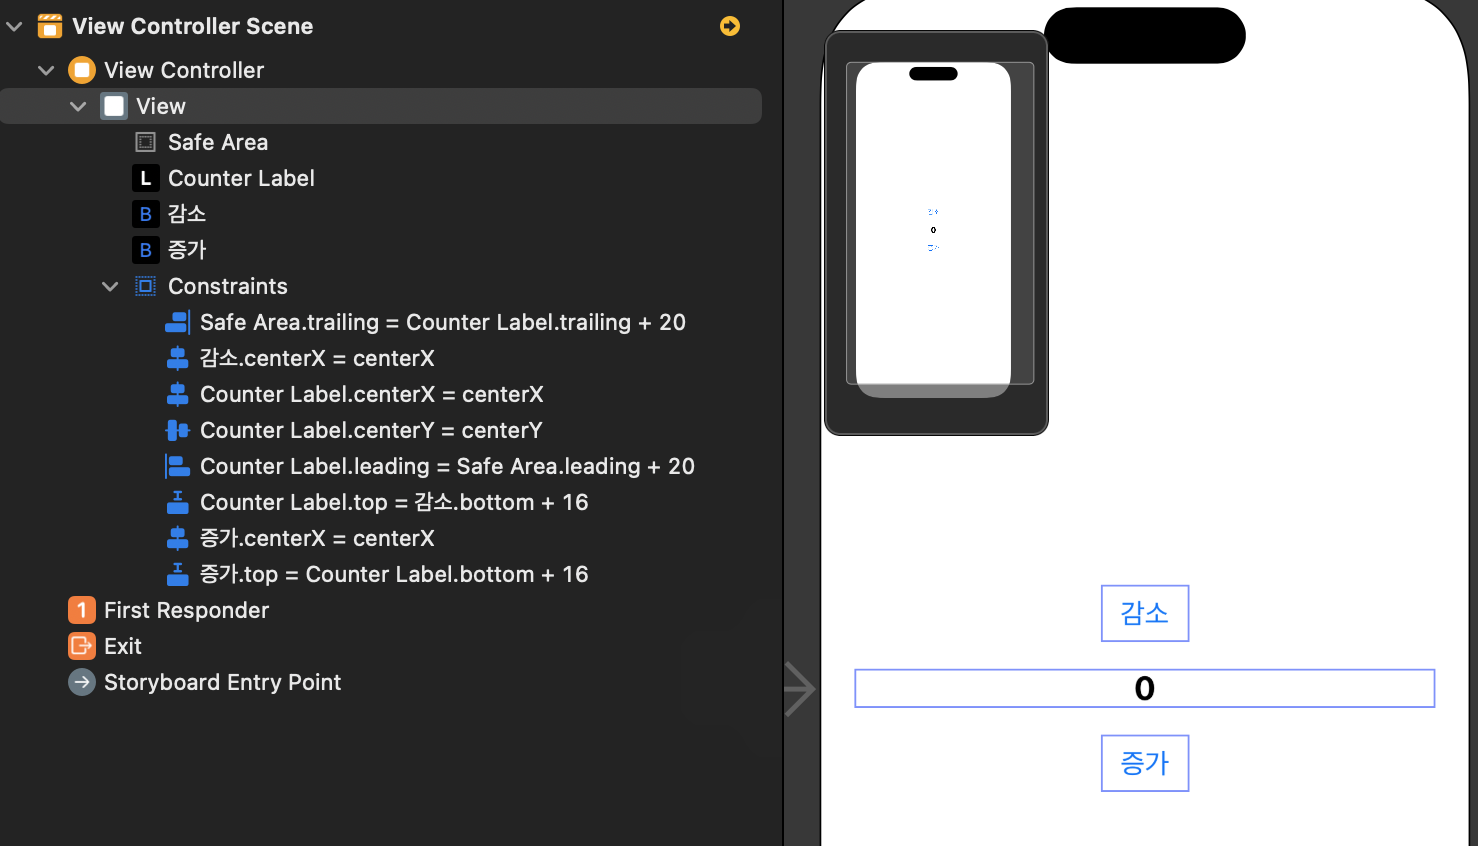 View Controller Scene
View Controller
View
Safe Area
L Counter Label
B 감소
B 증가
Constraints
Safe Area.trailing = Counter Label.trailing + 20
감소.centerX = centerX
Counter Label.centerX = centerX
Counter Label.centerY = centerY
Counter Label.leading = Safe Area.leading + 20
Counter Label.top = 감소.bottom + 16
증가.centerX = centerX
증가.top = Counter Label.bottom + 16
1 First Responder
Exit
Storyboard Entry Point
0
감소
0
증가